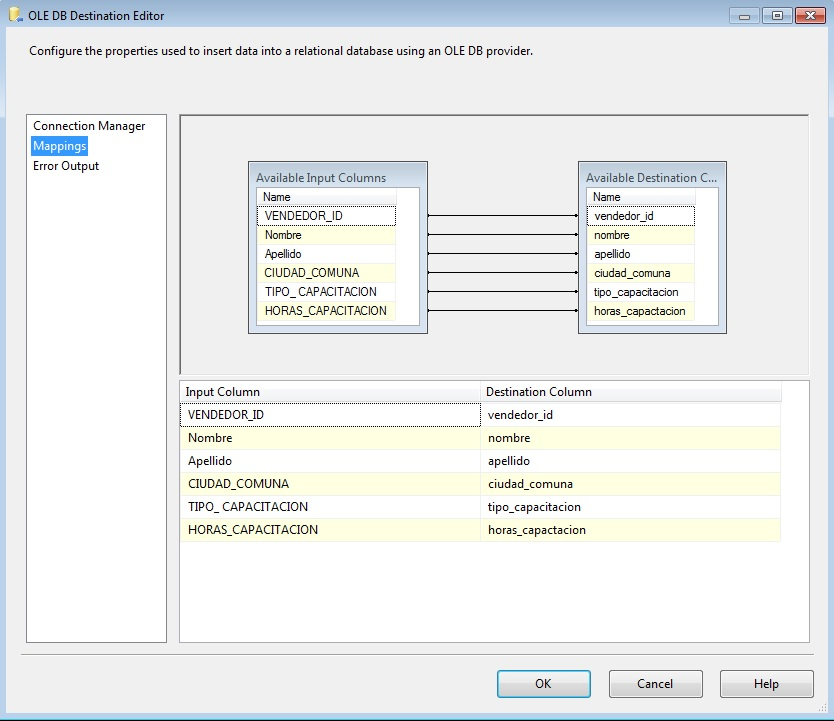 OLE DB Destination Editor
Configure the properties used to insert data into a relational database using an OLE DB provider.
Connection Manager
Mappings
Error Output
Available Input Columns
Name
VENDEDOR_ID
Nombre
Apellido
CIUDAD_COMUNA
TIPO_ CAPACITACION
HORAS_CAPACITACION
Available Destination C...
Name
vendedor_id
nombre
apellido
ciudad_comuna
tipo_capacitacion
horas_capactacion
Input Column Destination Column
VENDEDOR_ID vendedor_id
Nombre nombre
Apellido apellido
CIUDAD_COMUNA ciudad_comuna
TIPO_ CAPACITACION tipo_capacitacion
HORAS_CAPACITACION horas_capactacion
OK Cancel Help